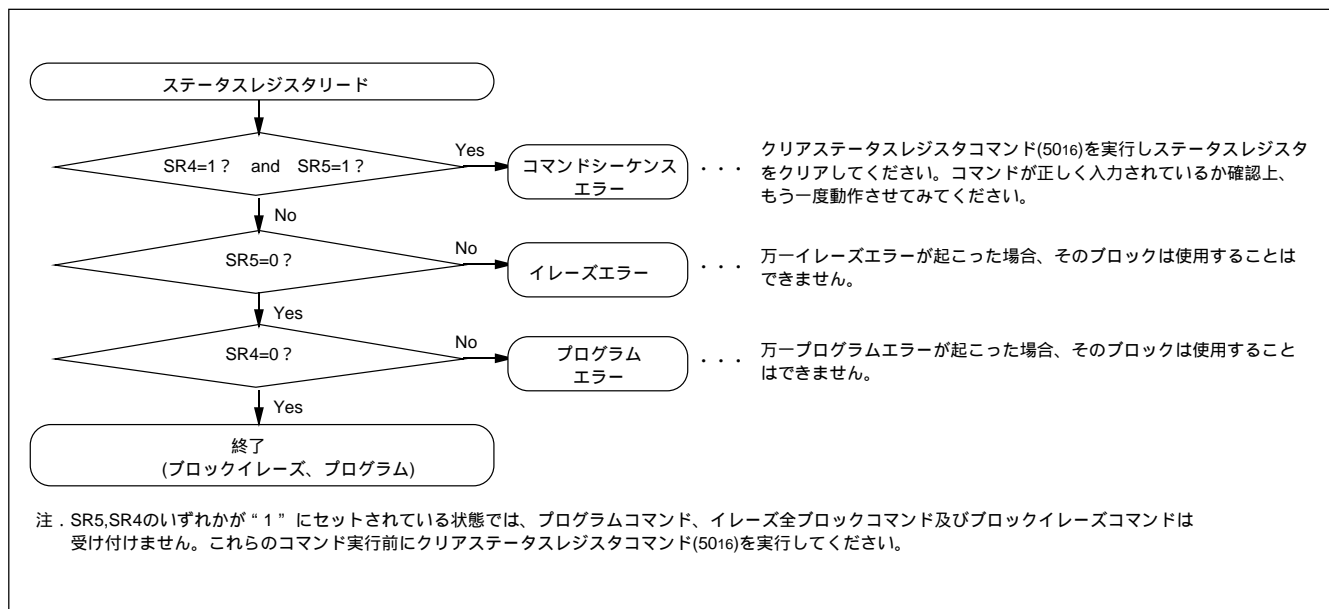 ステータスレジスタリード
SR4=1? and SR5=1?
Yes
コマンドシーケンス
エラー
・・・
クリアステータスレジスタコマンド(5016)を実行しステータスレジスタ
をクリアしてください。コマンドが正しく入力されているか確認上、
もう一度動作させてみてください。
No
SR5=0?
No
イレーズエラー
・・・
万一イレーズエラーが起こった場合、そのブロックは使用することは
できません。
Yes
SR4=0?
No
プログラム
エラー
・・・
万一プログラムエラーが起こった場合、そのブロックは使用すること
はできません。
Yes
終了
(ブロックイレーズ、プログラム)
注．SR5,SR4のいずれかが“1”にセットされている状態では、プログラムコマンド、イレーズ全ブロックコマンド及びブロックイレーズコマンドは
受け付けません。これらのコマンド実行前にクリアステータスレジスタコマンド(5016)を実行してください。